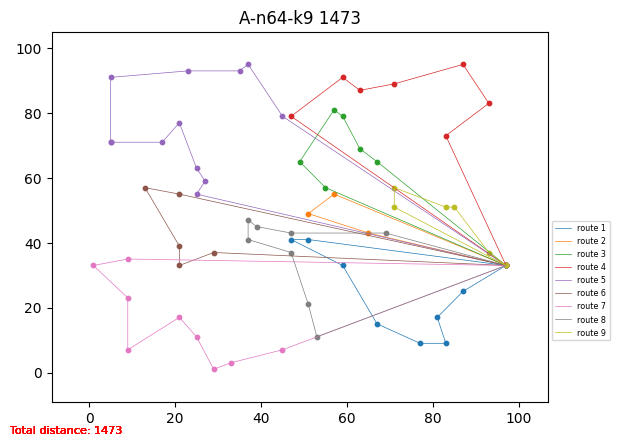 A-n64-k9 1473
100
80
60
40
20
0
0 20 40 60 80 100
route 1
route 2
route 3
route 4
route 5
route 6
route 7
route 8
route 9
Total distance: 1473